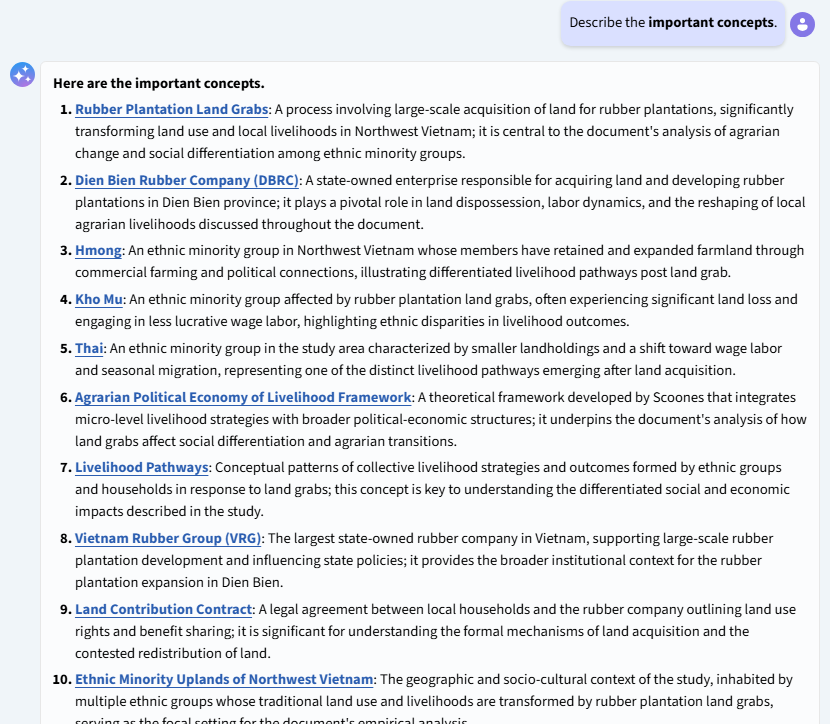 Describe the important concepts.
Here are the important concepts.
1. Rubber Plantation Land Grabs: A process involving large-scale acquisition of land for rubber plantations, significantly
transforming land use and local livelihoods in Northwest Vietnam; it is central to the document's analysis of agrarian
change and social differentiation among ethnic minority groups.
2. Dien Bien Rubber Company (DBRC): A state-owned enterprise responsible for acquiring land and developing rubber
plantations in Dien Bien province; it plays a pivotal role in land dispossession, labor dynamics, and the reshaping of local
agrarian livelihoods discussed throughout the document.
3. Hmong: An ethnic minority group in Northwest Vietnam whose members have retained and expanded farmland through
commercial farming and political connections, illustrating differentiated livelihood pathways post land grab.
4. Kho Mu: An ethnic minority group affected by rubber plantation land grabs, often experiencing significant land loss and
engaging in less lucrative wage labor, highlighting ethnic disparities in livelihood outcomes.
5. Thai: An ethnic minority group in the study area characterized by smaller landholdings and a shift toward wage labor
and seasonal migration, representing one of the distinct livelihood pathways emerging after land acquisition.
6. Agrarian Political Economy of Livelihood Framework: A theoretical framework developed by Scoones that integrates
micro-level livelihood strategies with broader political-economic structures; it underpins the document's analysis of how
land grabs affect social differentiation and agrarian transitions.
7. Livelihood Pathways: Conceptual patterns of collective livelihood strategies and outcomes formed by ethnic groups
and households in response to land grabs; this concept is key to understanding the differentiated social and economic
impacts described in the study.
8. Vietnam Rubber Group (VRG): The largest state-owned rubber company in Vietnam, supporting large-scale rubber
plantation development and influencing state policies; it provides the broader institutional context for the rubber
plantation expansion in Dien Bien.
9. Land Contribution Contract: A legal agreement between local households and the rubber company outlining land use
rights and benefit sharing; it is significant for understanding the formal mechanisms of land acquisition and the
contested redistribution of land.
10. Ethnic Minority Uplands of Northwest Vietnam: The geographic and socio-cultural context of the study, inhabited by
multiple ethnic groups whose traditional land use and livelihoods are transformed by rubber plantation land grabs,
serving as the focal setting for the document's empirical analysis.